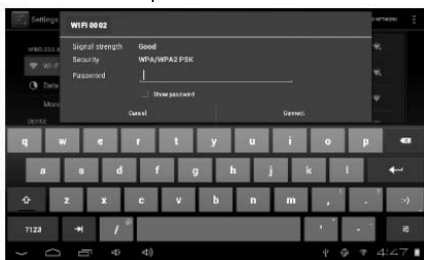 Settings
WIFI 0002
Signal strength Good
Security WPA/WPA2 PSK
Password
Show password
Cancel Connect
q w e r t y u i o p
a s d f g h j k l
z x c v b n m , .
?123 / ' -
:-)
4:47